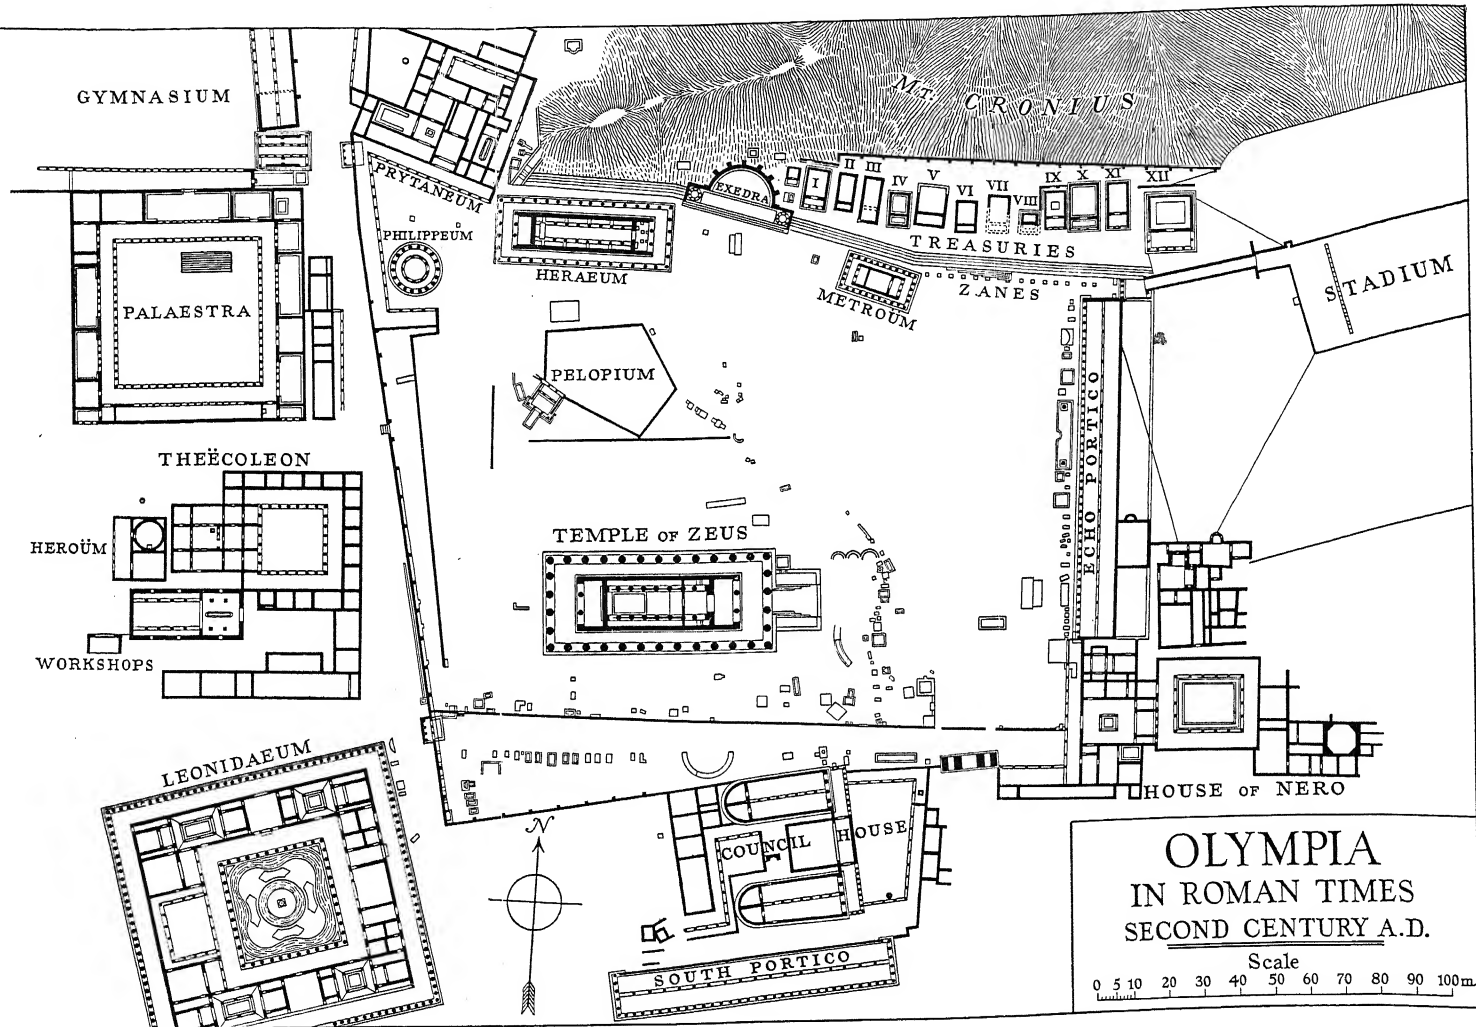 GYMNASIUM
Mt. CRONIUS
PRYTANEUM
EXEDRA
I
II
III
IV
V
VI
VII
VIII
IX
X
XI
XII
PHILIPPEUM
HERAEUM
TREASURIES
METROÜM
ZANES
STADIUM
PALAESTRA
PELOPIUM
ECHO PORTICO
THEËCOLEON
HEROÜM
TEMPLE OF ZEUS
WORKSHOPS
LEONIDAEUM
HOUSE OF NERO
N
COUNCIL HOUSE
SOUTH PORTICO
OLYMPIA
IN ROMAN TIMES
SECOND CENTURY A.D.
Scale
0 5 10 20 30 40 50 60 70 80 90 100 m.